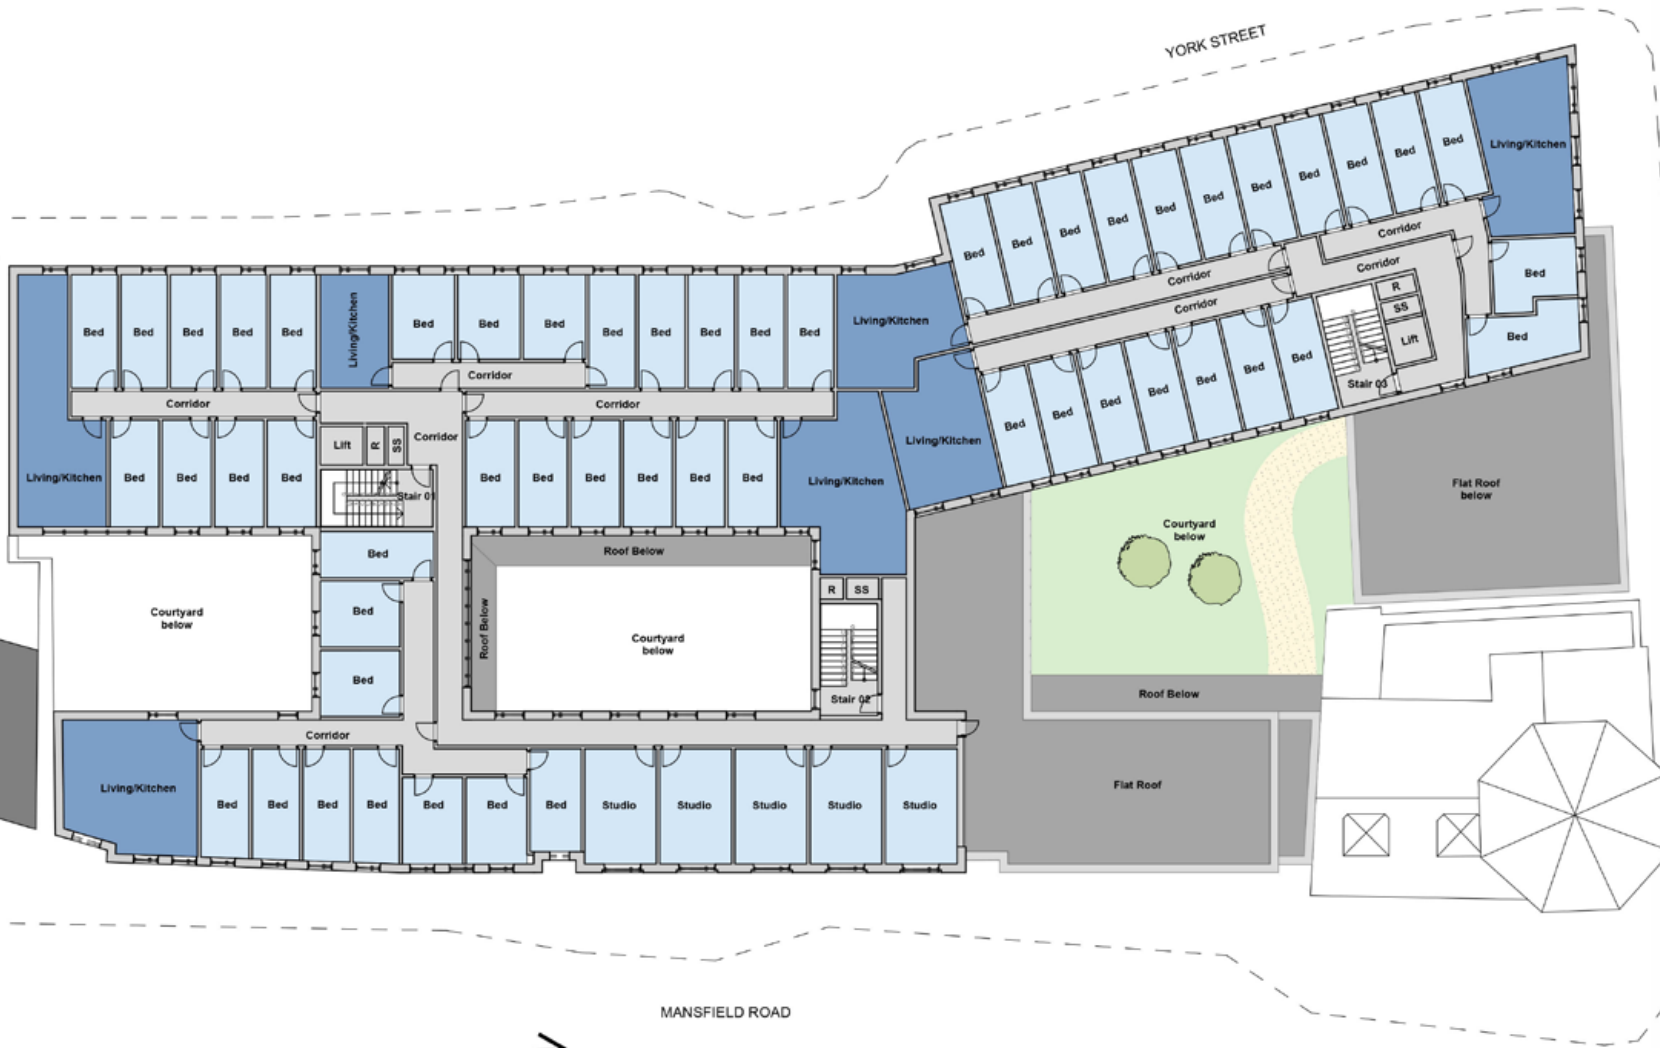 YORK STREET
Living/Kitchen
Bed
Bed
Bed
Bed
Bed
Bed
Bed
Bed
Bed
Bed
Bed
Corridor
Corridor
Corridor
Corridor
Bed
Bed
R
SS
Lift
Stair 03
Bed
Bed
Bed
Bed
Bed
Bed
Bed
Living/Kitchen
Living/Kitchen
Bed
Bed
Bed
Bed
Bed
Living/Kitchen
Bed
Bed
Bed
Bed
Bed
Bed
Bed
Bed
Corridor
Corridor
Corridor
Corridor
Lift
R
SS
Stair 01
Living/Kitchen
Bed
Bed
Bed
Bed
Bed
Bed
Bed
Bed
Bed
Bed
Living/Kitchen
Flat Roof
below
Courtyard
below
Bed
Bed
Bed
Roof Below
Roof Below
Courtyard
below
Courtyard
below
R
SS
Stair 02
Roof Below
Corridor
Living/Kitchen
Bed
Bed
Bed
Bed
Bed
Bed
Bed
Studio
Studio
Studio
Studio
Studio
Flat Roof
MANSFIELD ROAD